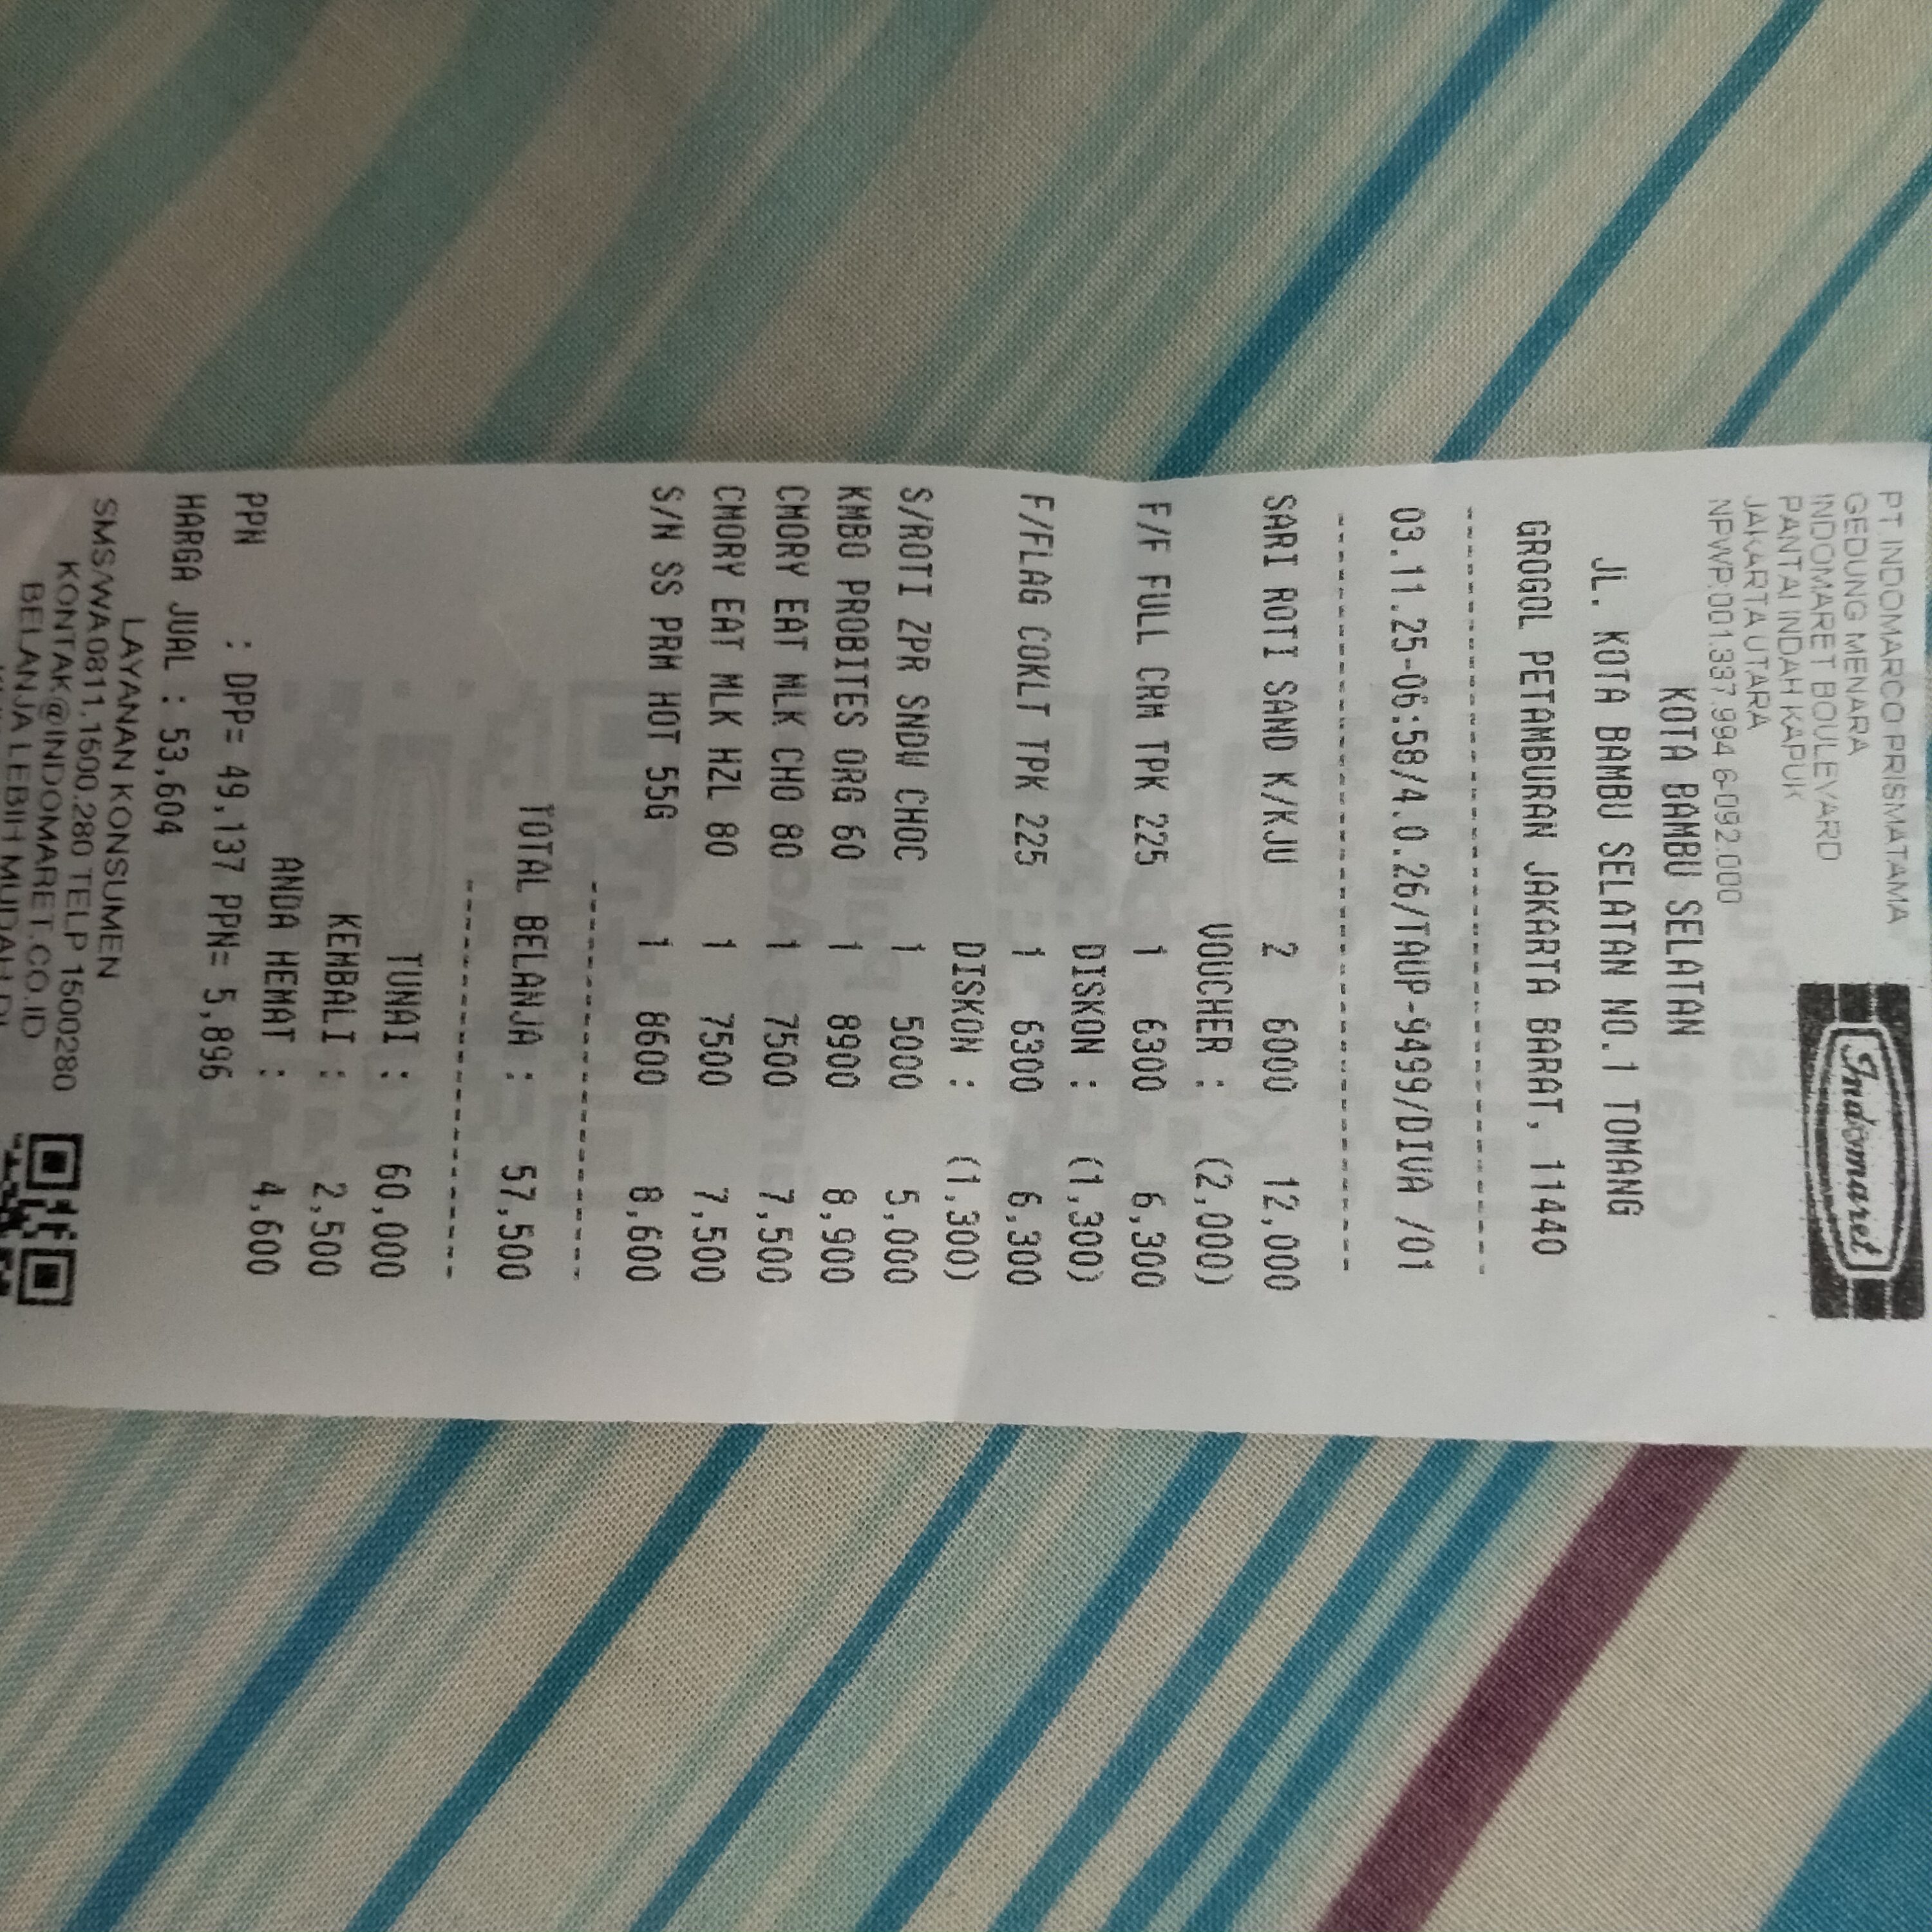 PT.INDOMARCO PRISMATAMA
GEDUNG MENARA
INDOMARET BOULEVARD
PANTAI INDAH KAPUK
JAKARTA UTARA
NPWP.001.337.994.6-092.000
Indomaret
KOTA BAMBU SELATAN
JL. KOTA BAMBU SELATAN NO.1 TOMANG
GROGOL PETAMBURAN JAKARTA BARAT, 11440
03.11.25-06:58/4.0.26/TAUP-9499/DIVA /01
SARI ROTI SAND K/KJU 2 6000 12,000
VOUCHER : (2,000)
F/F FULL CRM TPK 225 1 6300 6,300
DISKON : (1,300)
F/FLAG COKLT TPK 225 1 6300 6,300
DISKON : (1,300)
S/ROTI ZPR SNDW CHOC 1 5000 5,000
KMBO PROBITES ORG 60 1 8900 8,900
CMORY EAT MLK CHO 80 1 7500 7,500
CMORY EAT MLK HZL 80 1 7500 7,500
S/N SS PRM HOT 55G 1 8600 8,600
TOTAL BELANJA : 57,500
TUNAI : 60,000
KEMBALI : 2,500
ANDA HEMAT : 4,600
PPN : DPP= 49,137 PPN= 5,896
HARGA JUAL : 53,604
LAYANAN KONSUMEN
SMS/WA 0811.1500.280 TELP 1500280
KONTAK@INDOMARET.CO.ID
BELANJA LEBIH MUDAH DI